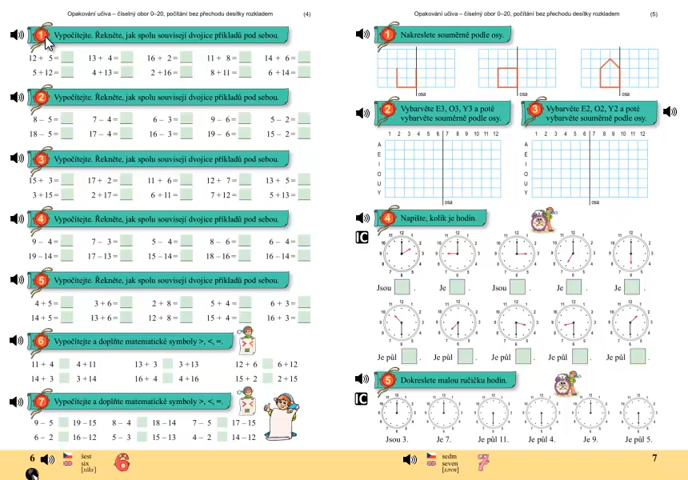 Opakování učiva – číselný obor 0–20, počítání bez přechodu desítky rozkladem (4)
1 Vypočítejte. Řekněte, jak spolu souvisejí dvojice příkladů pod sebou.
12 + 5 = 13 + 4 = 16 + 2 = 11 + 8 = 14 + 6 =
5 + 12 = 4 + 13 = 2 + 16 = 8 + 11 = 6 + 14 =
2 Vypočítejte. Řekněte, jak spolu souvisejí dvojice příkladů pod sebou.
8 – 5 = 7 – 4 = 6 – 3 = 9 – 6 = 5 – 2 =
18 – 5 = 17 – 4 = 16 – 3 = 19 – 6 = 15 – 2 =
3 Vypočítejte. Řekněte, jak spolu souvisejí dvojice příkladů pod sebou.
15 + 3 = 17 + 2 = 11 + 6 = 12 + 7 = 13 + 5 =
3 + 15 = 2 + 17 = 6 + 11 = 7 + 12 = 5 + 13 =
4 Vypočítejte. Řekněte, jak spolu souvisejí dvojice příkladů pod sebou.
9 – 4 = 7 – 3 = 5 – 4 = 8 – 6 = 6 – 4 =
19 – 14 = 17 – 13 = 15 – 14 = 18 – 16 = 16 – 14 =
5 Vypočítejte. Řekněte, jak spolu souvisejí dvojice příkladů pod sebou.
4 + 5 = 3 + 6 = 2 + 8 = 5 + 4 = 6 + 3 =
14 + 5 = 13 + 6 = 12 + 8 = 15 + 4 = 16 + 3 =
6 Vypočítejte a doplňte matematické symboly >, <, =.
11 + 4 4 + 11 13 + 3 3 + 13 12 + 6 6 + 12
14 + 3 3 + 14 16 + 4 4 + 16 15 + 2 2 + 15
7 Vypočítejte a doplňte matematické symboly >, <, =.
9 – 5 19 – 15 8 – 4 18 – 14 7 – 5 17 – 15
6 – 2 16 – 12 5 – 3 15 – 13 4 – 2 14 – 12
6 šest
six
[siks]
Opakování učiva – číselný obor 0–20, počítání bez přechodu desítky rozkladem (5)
1 Nakreslete souměrně podle osy.
osa osa osa
2 Vybarvěte E3, O3, Y3 a poté
vybarvěte souměrně podle osy.
3 Vybarvěte E2, O2, Y2 a poté
vybarvěte souměrně podle osy.
1 2 3 4 5 6 7 8 9 10 11 12 1 2 3 4 5 6 7 8 9 10 11 12
A A
E E
I I
O O
U U
Y Y
osa osa
4 Napište, kolik je hodin.
Jsou . Je . Jsou . Je . Je .
Je půl . Je půl . Je půl . Je půl . Je půl .
5 Dokreslete malou ručičku hodin.
Jsou 3. Je 7. Je půl 11. Je půl 4. Je 9. Je půl 5.
sedm
seven
7